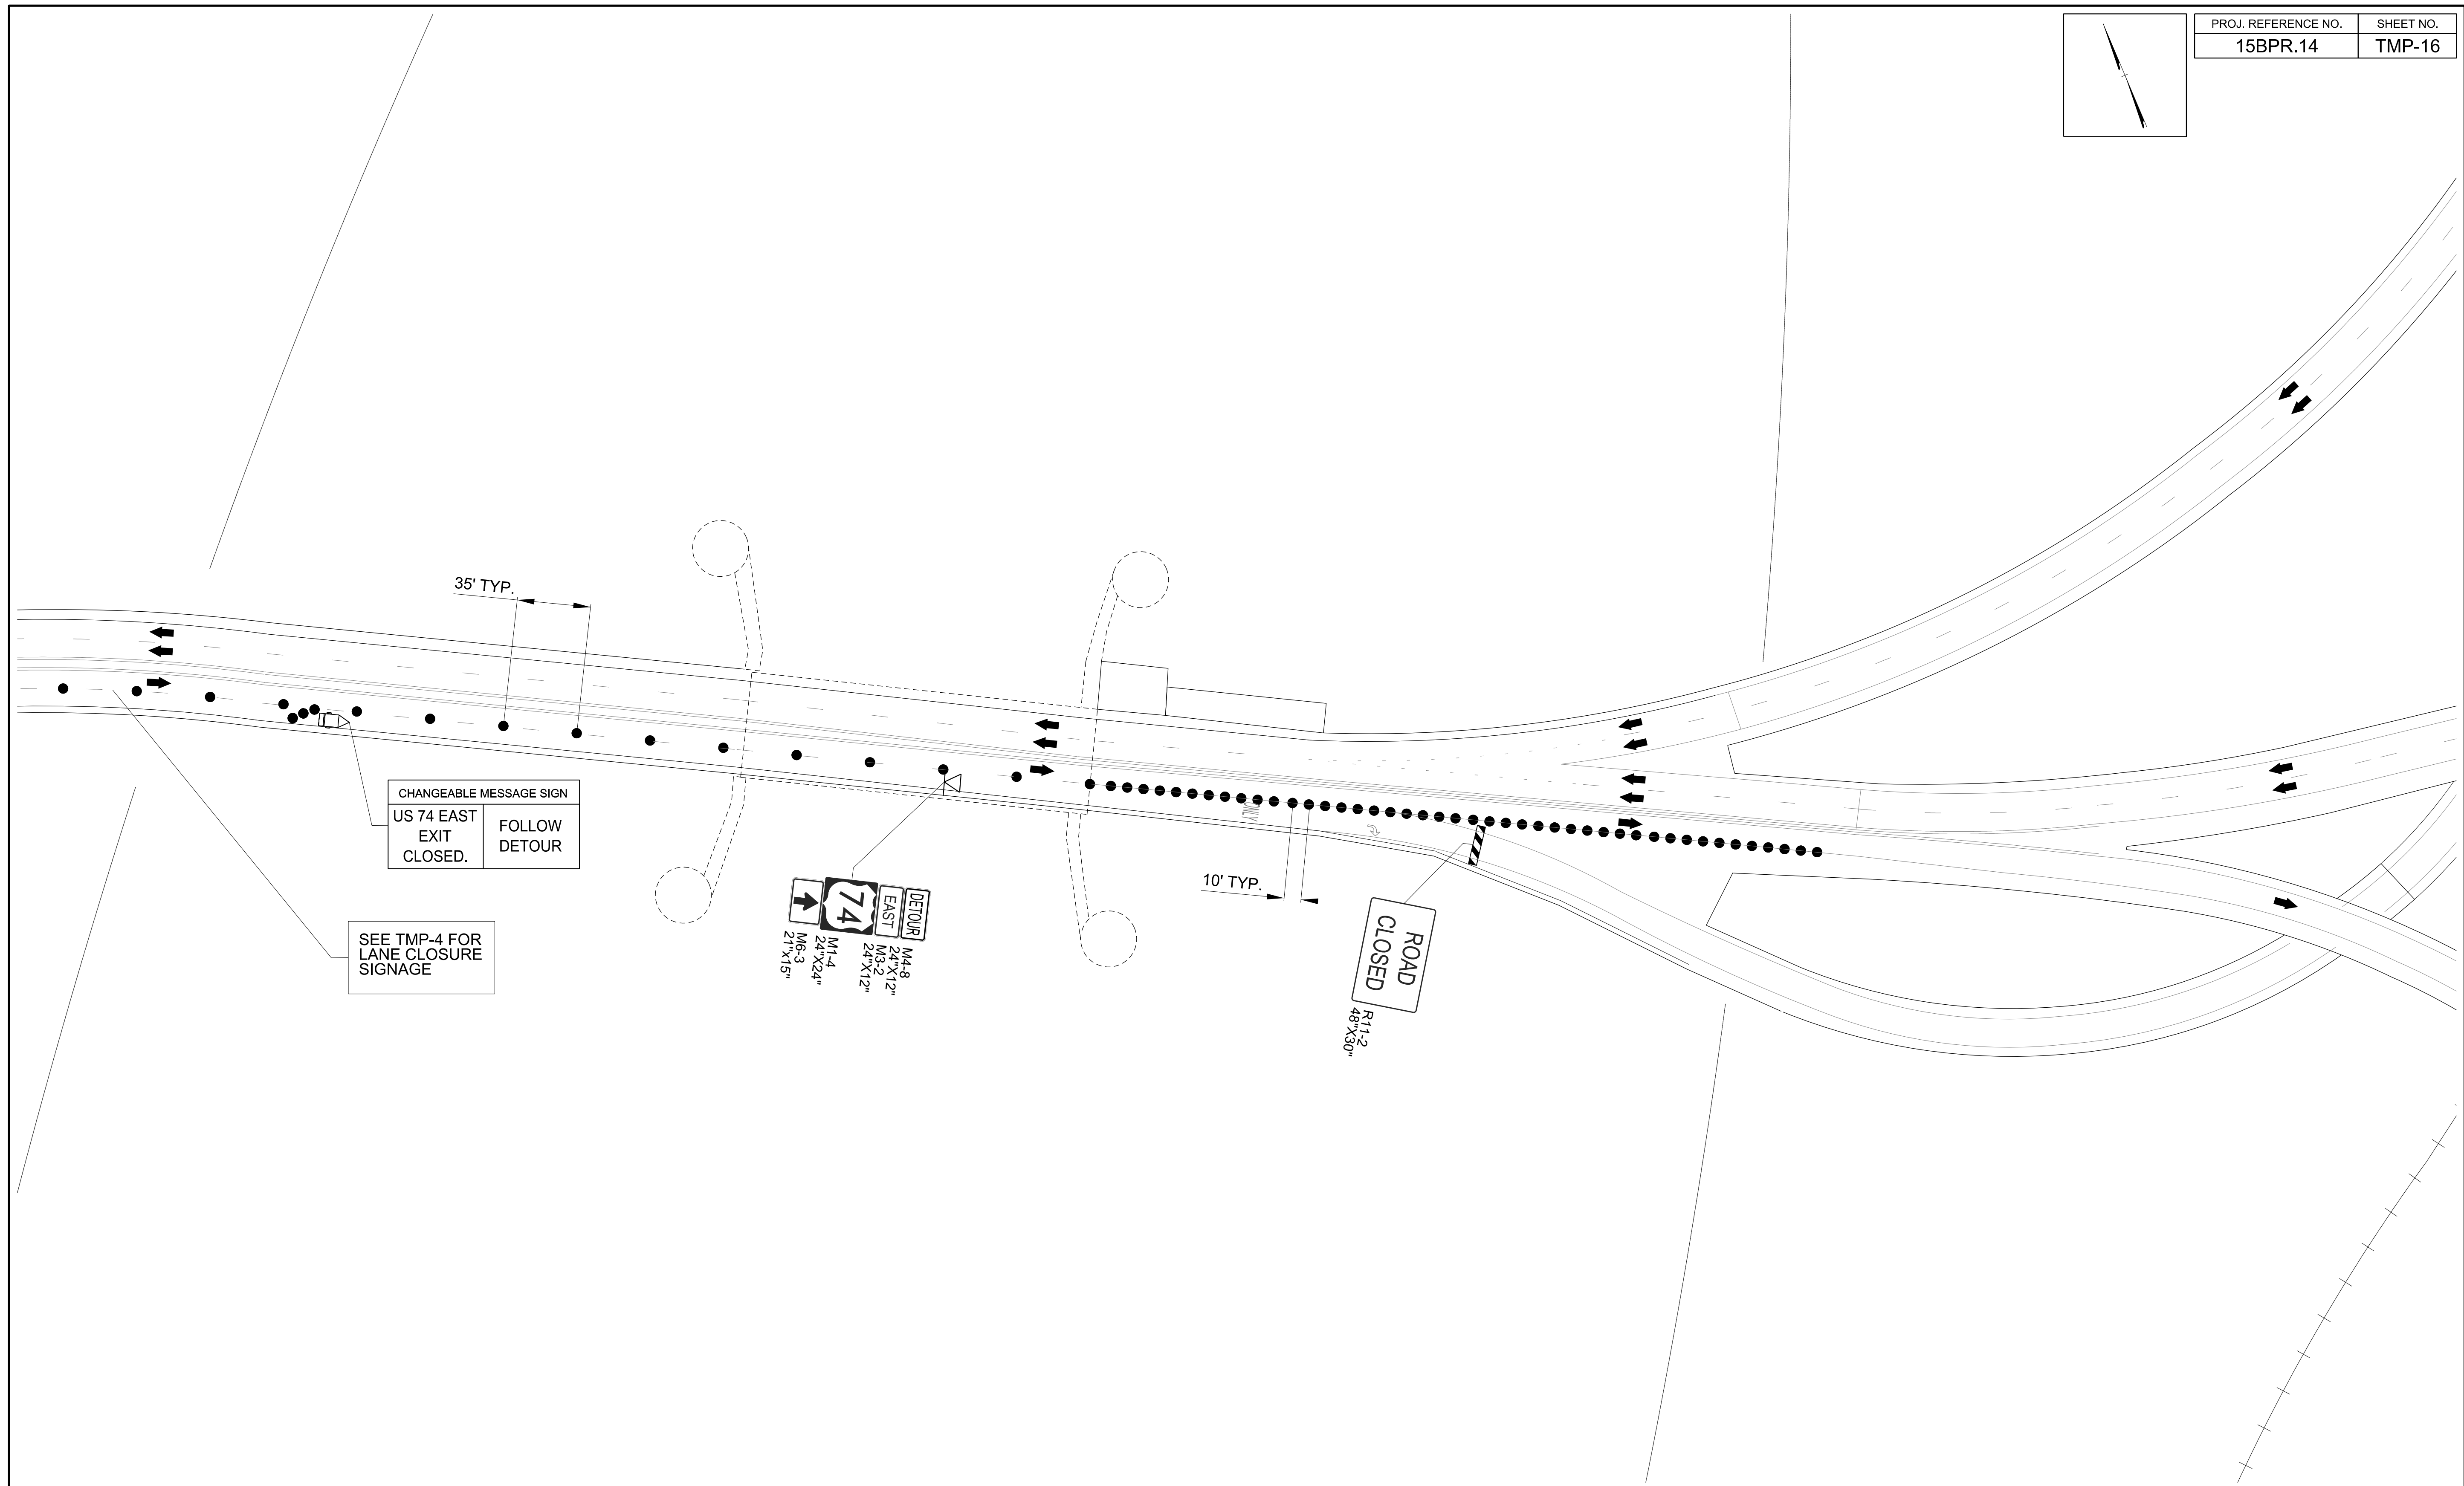 PROJ. REFERENCE NO.
SHEET NO.
15BPR.14
TMP-16
35' TYP.
CHANGEABLE MESSAGE SIGN
US 74 EAST
EXIT
CLOSED.
FOLLOW
DETOUR
SEE TMP-4 FOR
LANE CLOSURE
SIGNAGE
DETOUR
EAST
74
M4-8
24"X12"
M3-2
24"X12"
M1-4
24"X24"
M6-3
21"x15"
10' TYP.
ROAD
CLOSED
R11-2
48"X30"